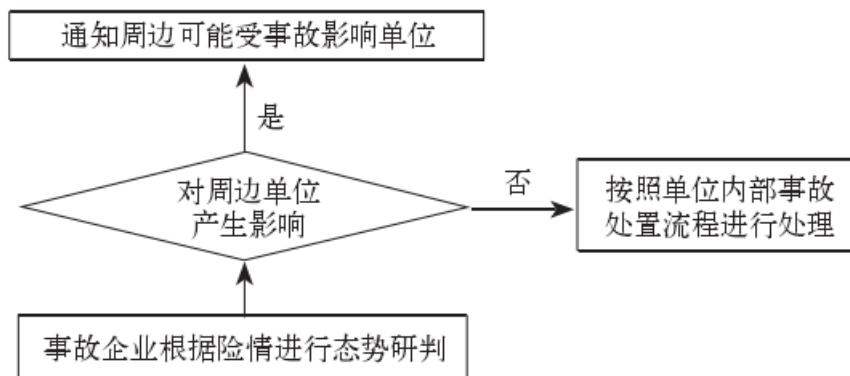 通知周边可能受事故影响单位
是
对周边单位
产生影响
否
按照单位内部事故
处置流程进行处理
事故企业根据险情进行态势研判